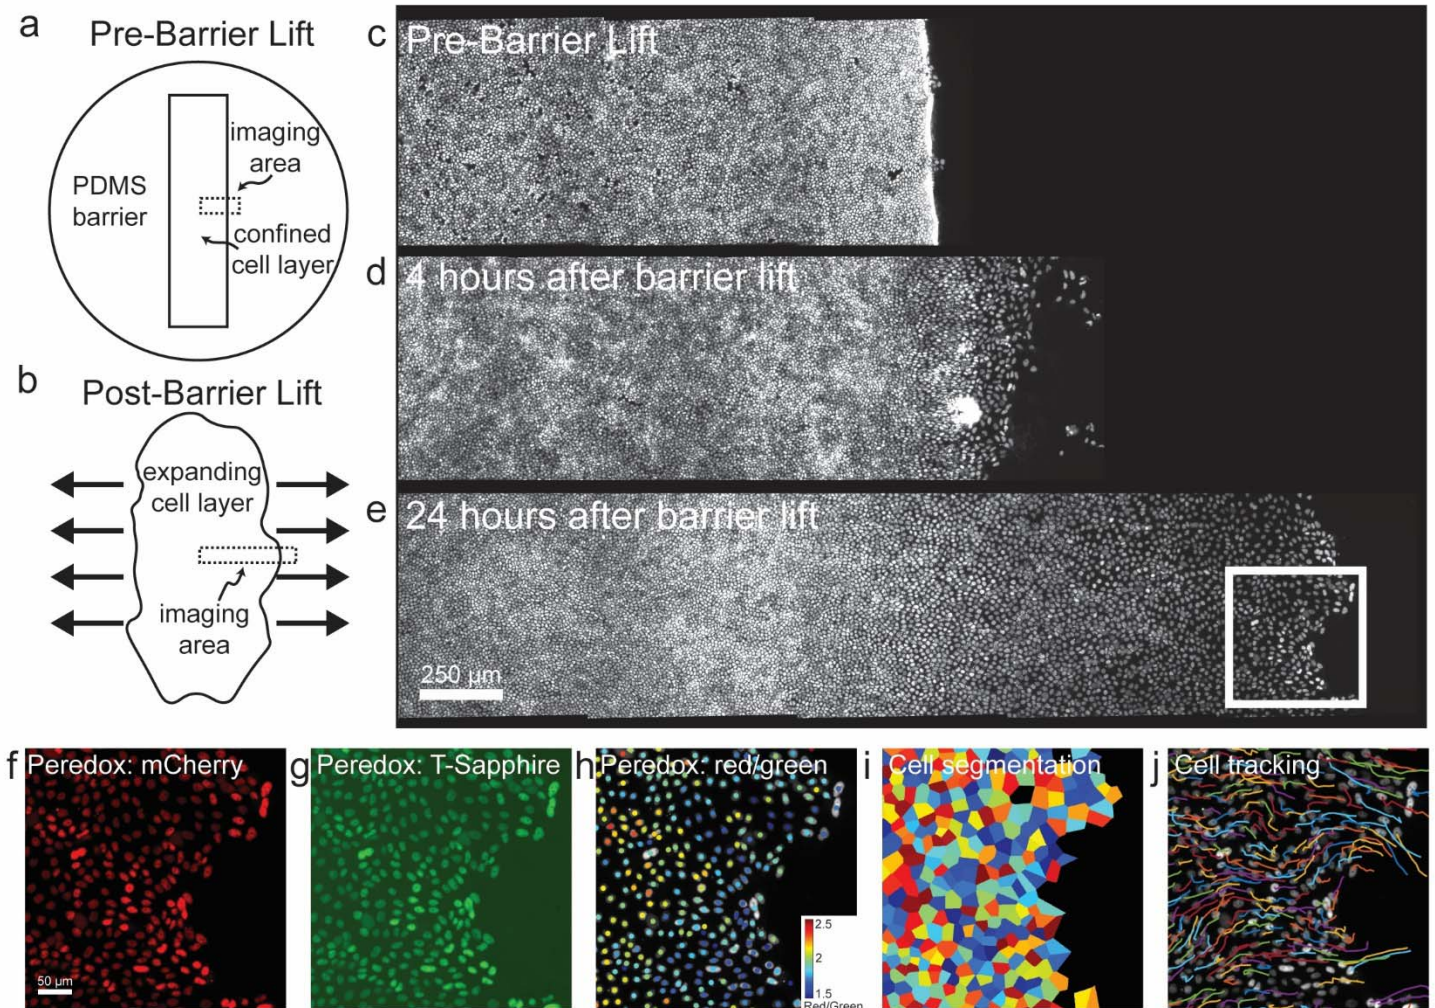 a
Pre-Barrier Lift
PDMS
barrier
imaging
area
confined
cell layer
b
Post-Barrier Lift
expanding
cell layer
imaging
area
c
Pre-Barrier Lift
d
4 hours after barrier lift
e
24 hours after barrier lift
250 µm
f
Peredox: mCherry
50 µm
g
Peredox: T-Sapphire
h
Peredox: red/green
2.5
2
1.5
Red/Green
i
Cell segmentation
j
Cell tracking